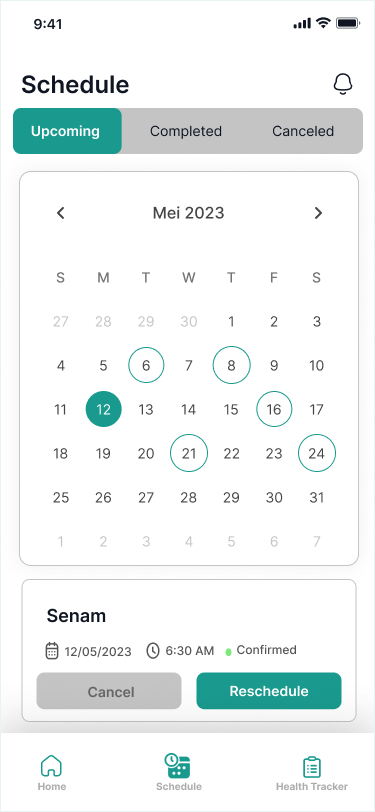 9:41
Schedule
Upcoming Completed Canceled
Mei 2023
S M T W T F S
27 28 29 30 1 2 3
4 5 6 7 8 9 10
11 12 13 14 15 16 17
18 19 20 21 22 23 24
25 26 27 28 29 30 31
1 2 3 4 5 6 7
Senam
12/05/2023 6:30 AM Confirmed
Cancel Reschedule
Home Schedule Health Tracker